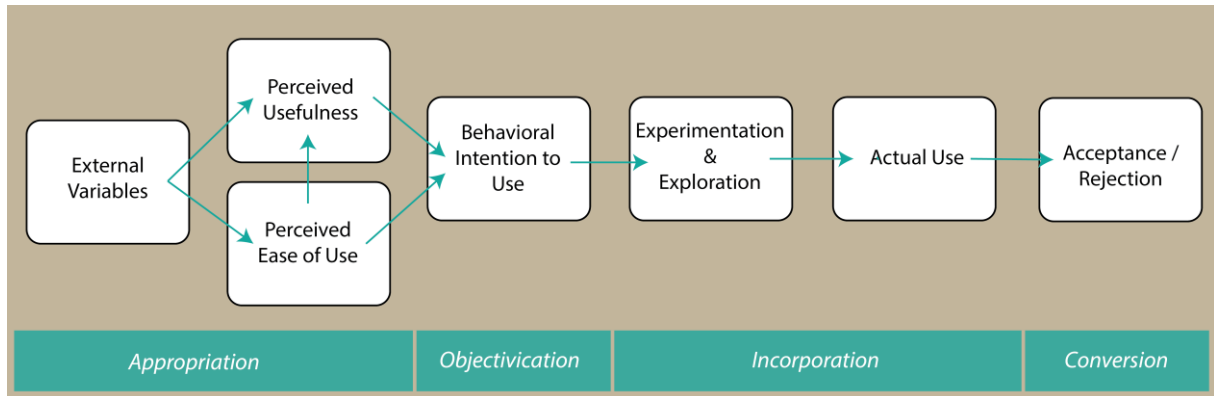 External
Variables
Perceived
Usefulness
Perceived
Ease of Use
Behavioral
Intention to
Use
Experimentation
&
Exploration
Actual Use
Acceptance /
Rejection
Appropriation
Objectivication
Incorporation
Conversion